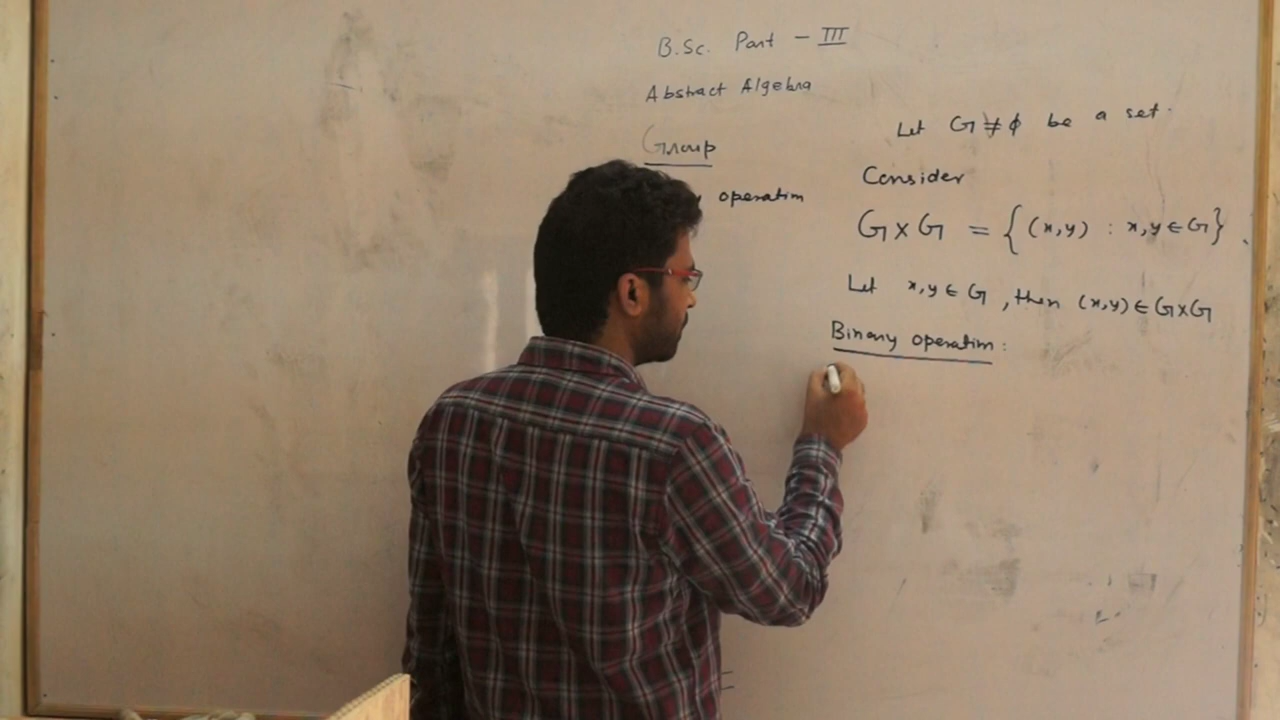 B.Sc. Part - III
Abstract Algebra
Group
operation
Let G ≠ ϕ be a set.
Consider
G x G = { (x,y) : x,y ∈ G } .
Let x,y ∈ G , then (x,y) ∈ G x G
Binary operation :